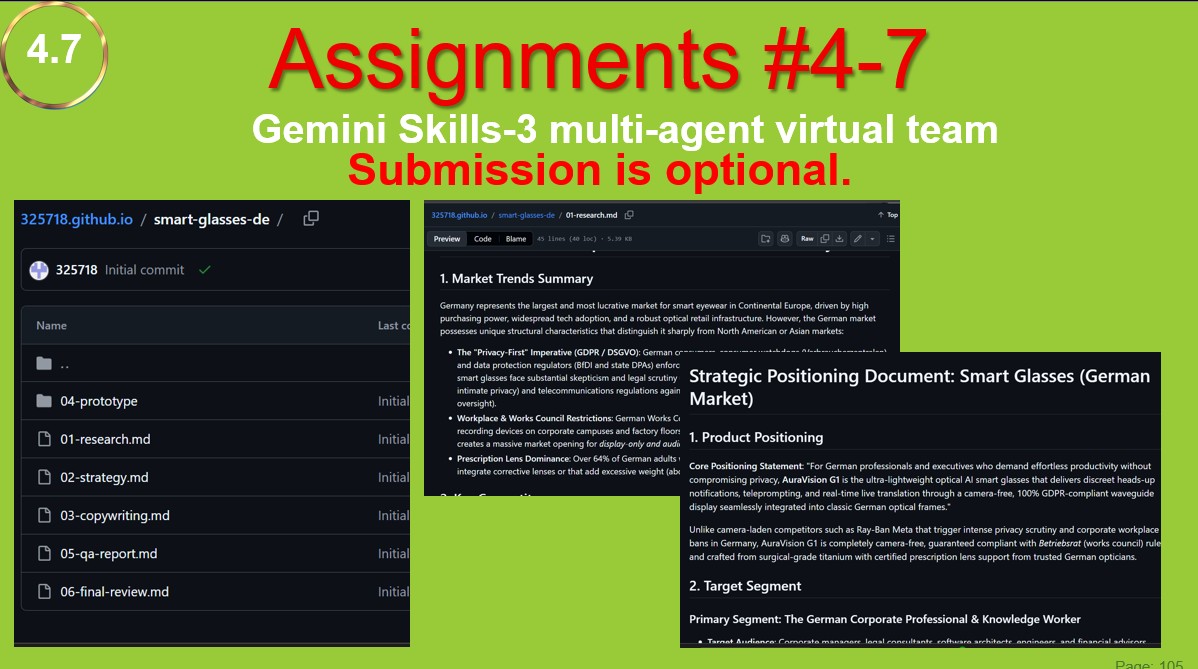 4.7
Assignments #4-7
Gemini Skills-3 multi-agent virtual team
Submission is optional.
325718.github.io / smart-glasses-de /
325718 Initial commit
Name Last co
..
04-prototype Initial
01-research.md Initial
02-strategy.md Initial
03-copywriting.md Initial
05-qa-report.md Initial
06-final-review.md Initial
325718.github.io / smart-glasses-de / 01-research.md Top
Preview Code Blame 45 lines (40 loc) · 5.39 KB Raw
1. Market Trends Summary
Germany represents the largest and most lucrative market for smart eyewear in Continental Europe, driven by high
purchasing power, widespread tech adoption, and a robust optical retail infrastructure. However, the German market
possesses unique structural characteristics that distinguish it sharply from North American or Asian markets:
• The "Privacy-First" Imperative (GDPR / DSGVO): German
and data protection regulators (BfDI and state DPAs) enforc
smart glasses face substantial skepticism and legal scrutiny
intimate privacy) and telecommunications regulations again
oversight).
• Workplace & Works Council Restrictions: German Works Co
recording devices on corporate campuses and factory floors
creates a massive market opening for display-only and audi
• Prescription Lens Dominance: Over 64% of German adults
integrate corrective lenses or that add excessive weight (abo
Strategic Positioning Document: Smart Glasses (German
Market)
1. Product Positioning
Core Positioning Statement: "For German professionals and executives who demand effortless productivity without
compromising privacy, AuraVision G1 is the ultra-lightweight optical AI smart glasses that delivers discreet heads-up
notifications, teleprompting, and real-time live translation through a camera-free, 100% GDPR-compliant waveguide
display seamlessly integrated into classic German optical frames."
Unlike camera-laden competitors such as Ray-Ban Meta that trigger intense privacy scrutiny and corporate workplace
bans in Germany, AuraVision G1 is completely camera-free, guaranteed compliant with Betriebsrat (works council) rule
and crafted from surgical-grade titanium with certified prescription lens support from trusted German opticians.
2. Target Segment
Primary Segment: The German Corporate Professional & Knowledge Worker
• Target Audience: Corporate managers, legal consultants, software architects, engineers, and financial advisors
Page: 105